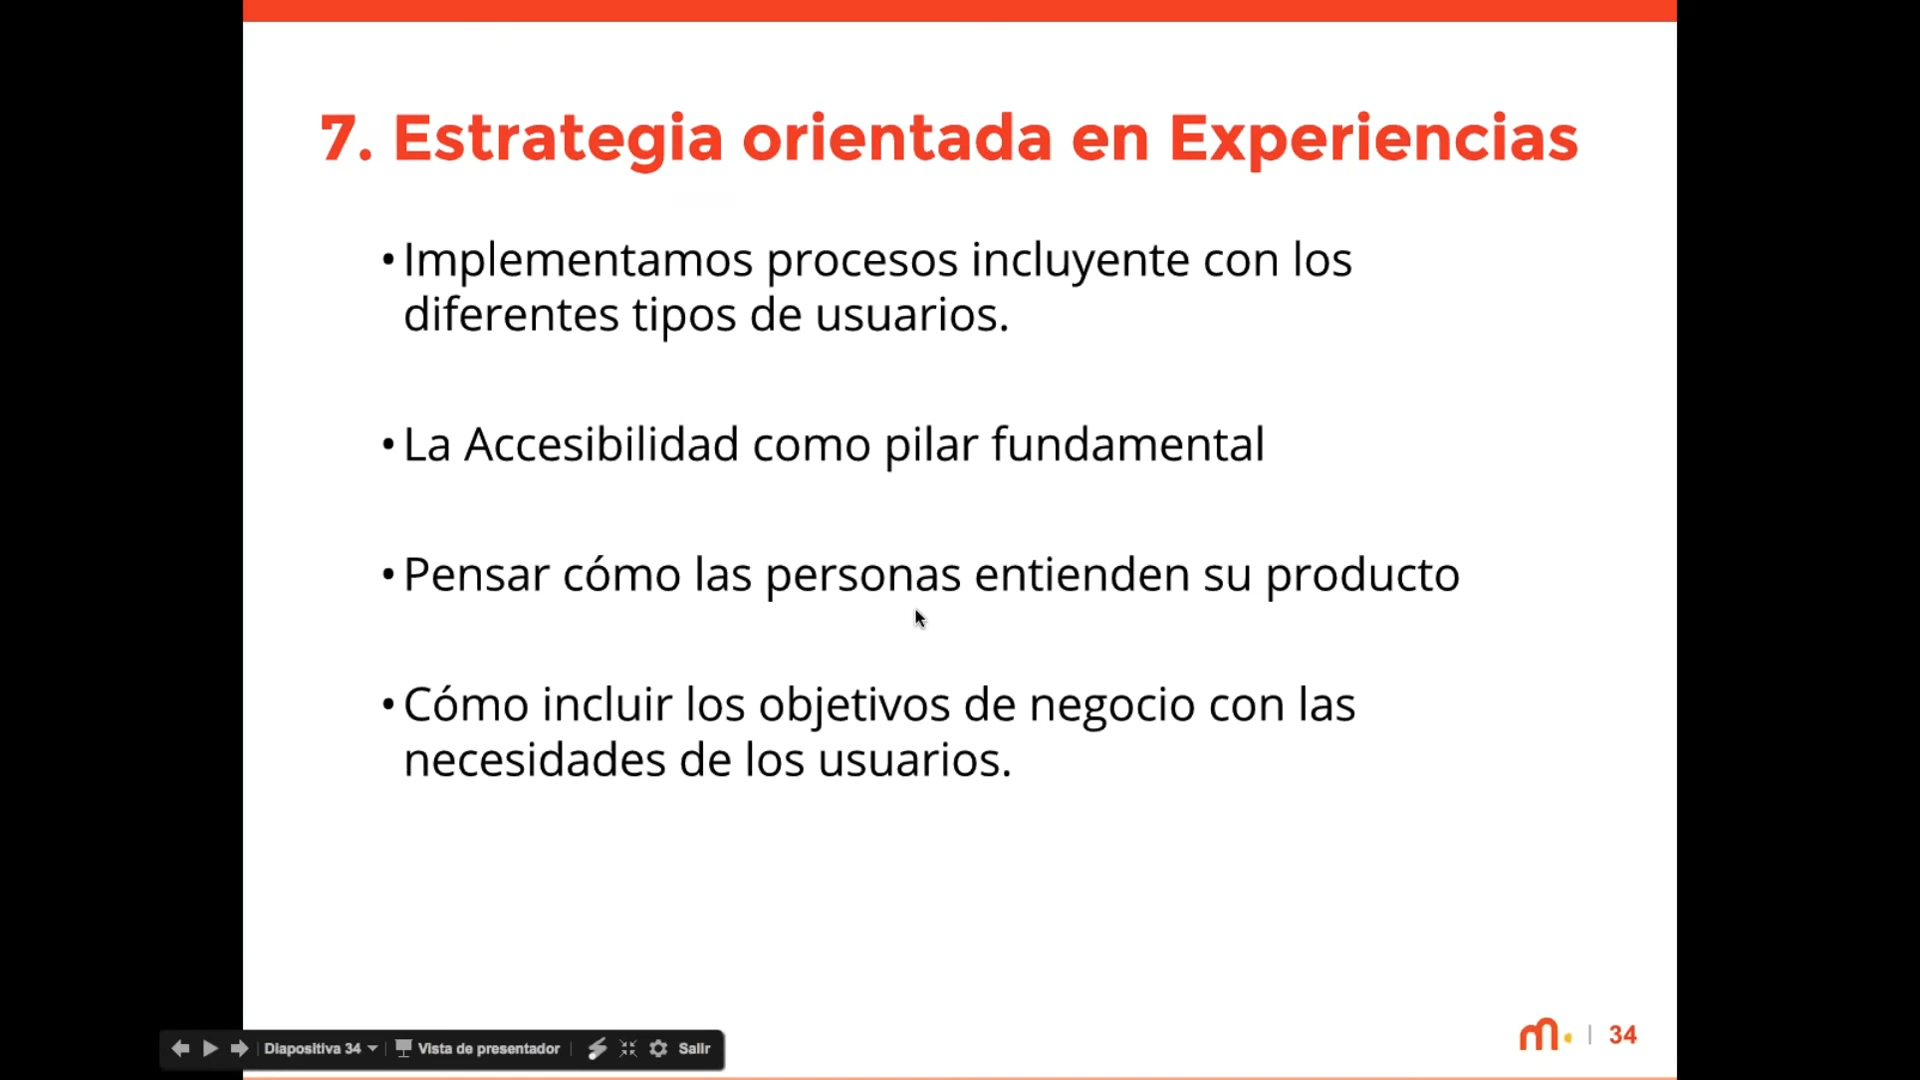 7. Estrategia orientada en Experiencias
• Implementamos procesos incluyente con los
diferentes tipos de usuarios.
• La Accesibilidad como pilar fundamental
• Pensar cómo las personas entienden su producto
• Cómo incluir los objetivos de negocio con las
necesidades de los usuarios.
m. | 34
Diapositiva 34 | Vista de presentador | Salir